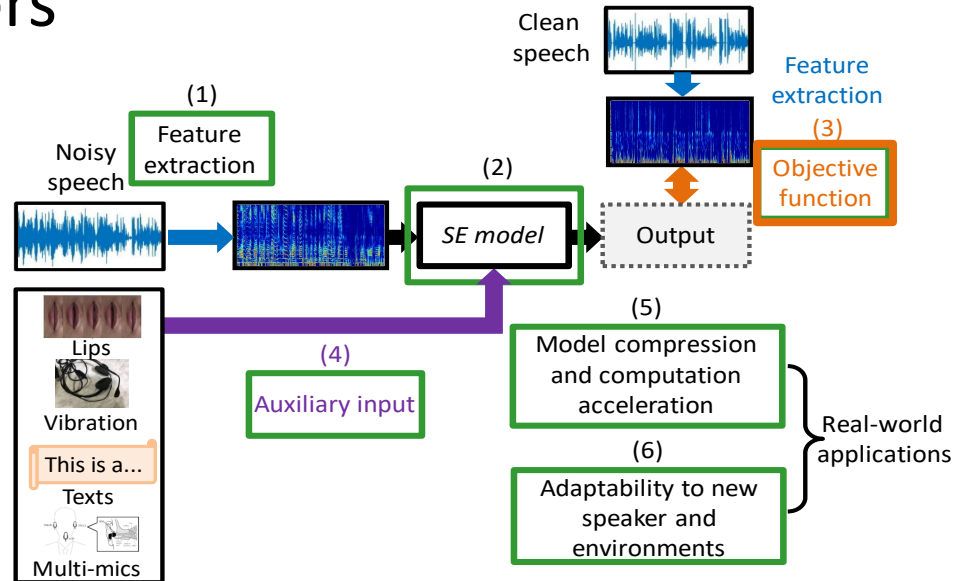 ers
Clean
speech
Feature
extraction
(1)
Feature
extraction
Noisy
speech
(2)
SE model
Output
(3)
Objective
function
Lips
Vibration
This is a...
Texts
Multi-mics
(4)
Auxiliary input
(5)
Model compression
and computation
acceleration
(6)
Adaptability to new
speaker and
environments
Real-world
applications